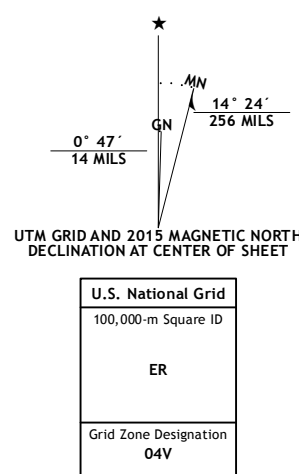 ★
MN
GN
14° 24´
256 MILS
0° 47´
14 MILS
UTM GRID AND 2015 MAGNETIC NORTH
DECLINATION AT CENTER OF SHEET
U.S. National Grid
100,000-m Square ID
ER
Grid Zone Designation
04V